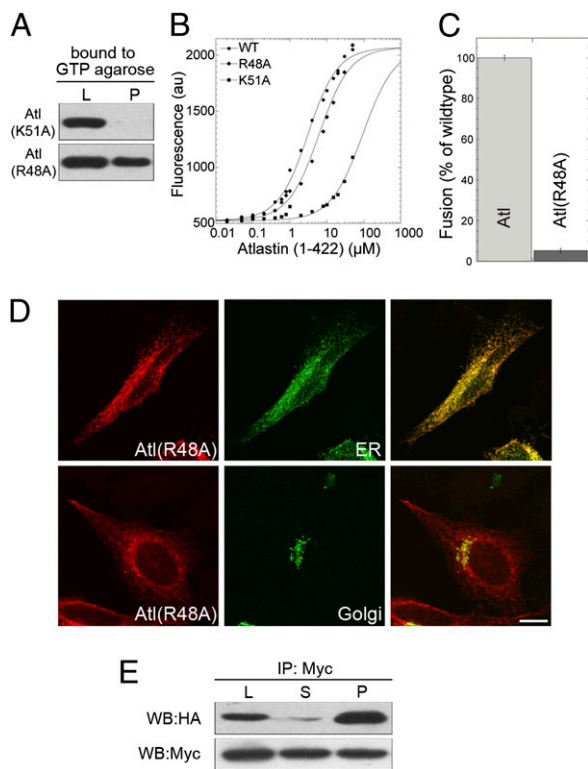 A
bound to
GTP agarose
L P
Atl
(K51A)
Atl
(R48A)
B
2000
1500
1000
500
Fluorescence (au)
WT
R48A
K51A
0.01 0.1 1 10 100 1000
Atlastin (1-422) (µM)
C
100
80
60
40
20
0
Fusion (% of wildtype)
Atl
Atl(R48A)
D
Atl(R48A)
ER
Atl(R48A)
Golgi
E
IP: Myc
L S P
WB:HA
WB:Myc